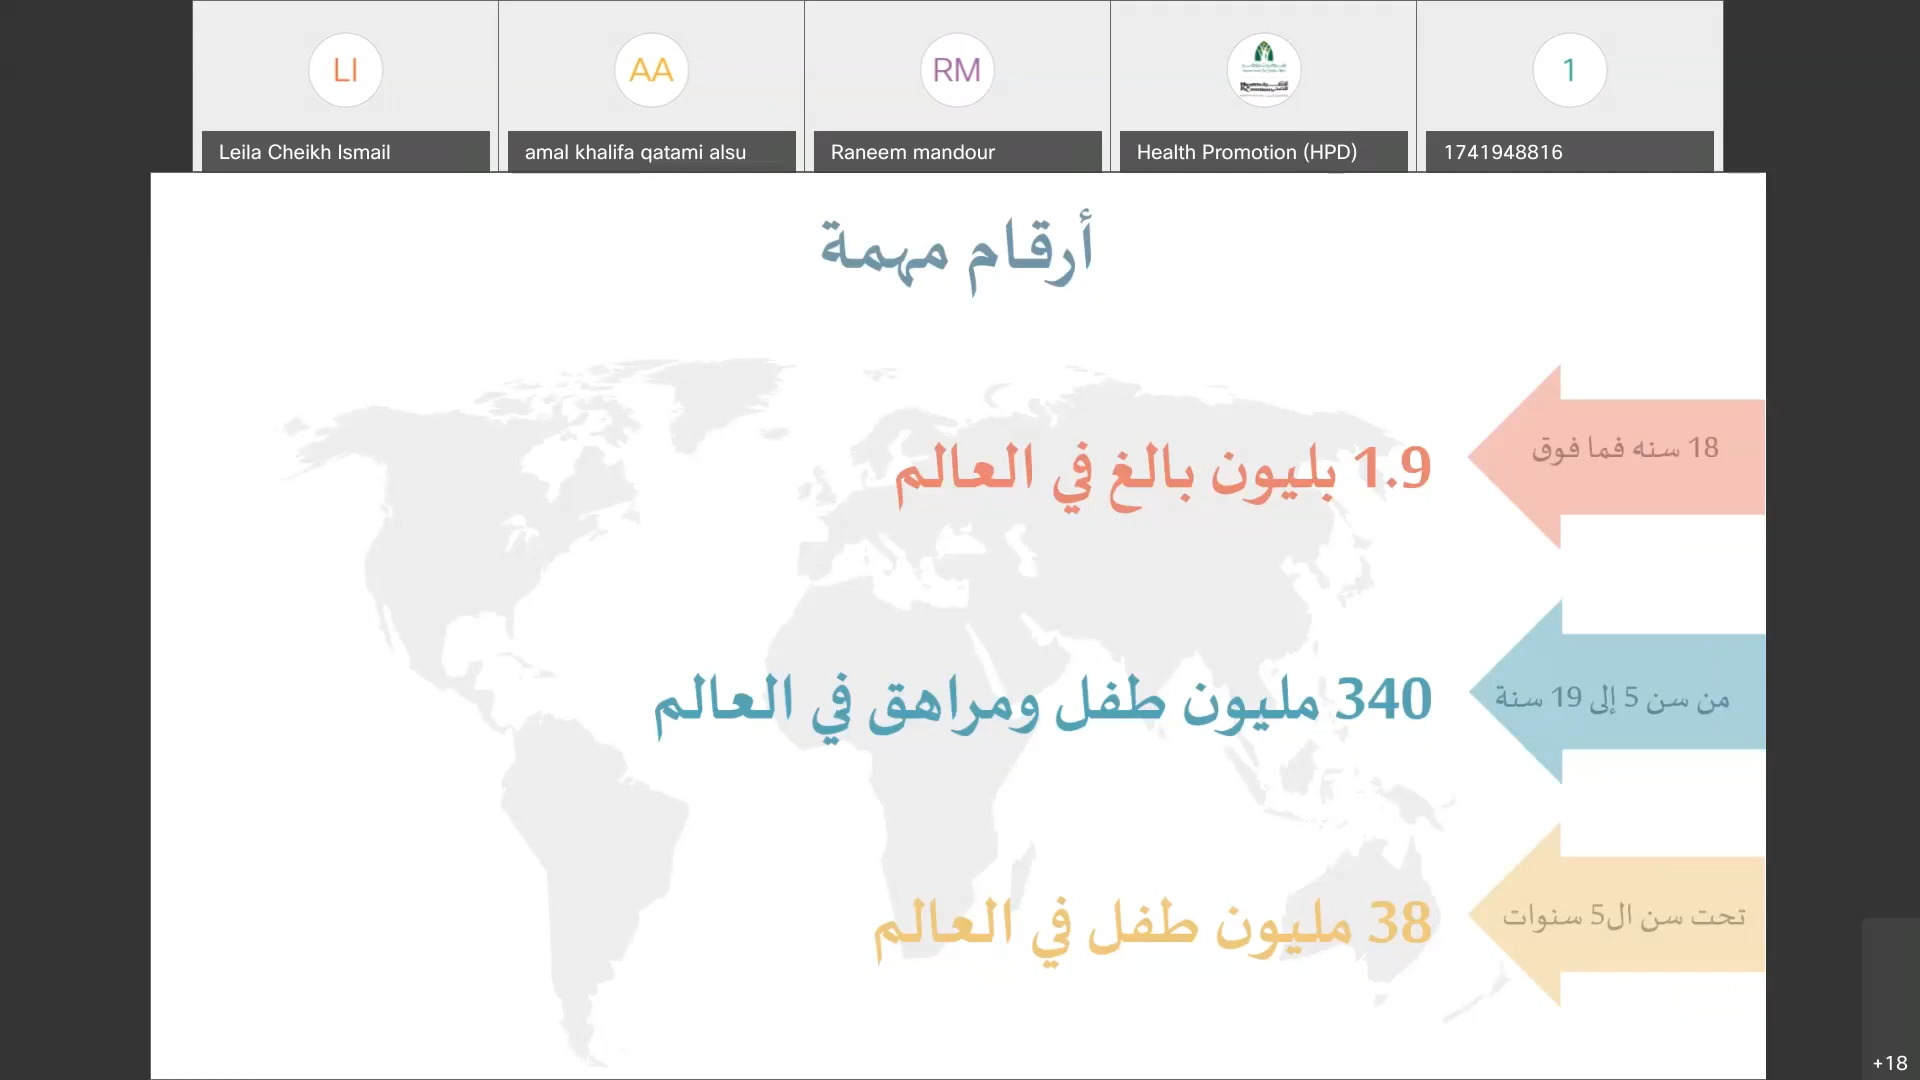 LI
AA
RM
1
Leila Cheikh Ismail
amal khalifa qatami alsu
Raneem mandour
Health Promotion (HPD)
1741948816
أرقام مهمة
18 سنه فما فوق
1.9 بليون بالغ في العالم
من سن 5 إلى 19 سنة
340 مليون طفل ومراهق في العالم
تحت سن ال5 سنوات
38 مليون طفل في العالم
+18